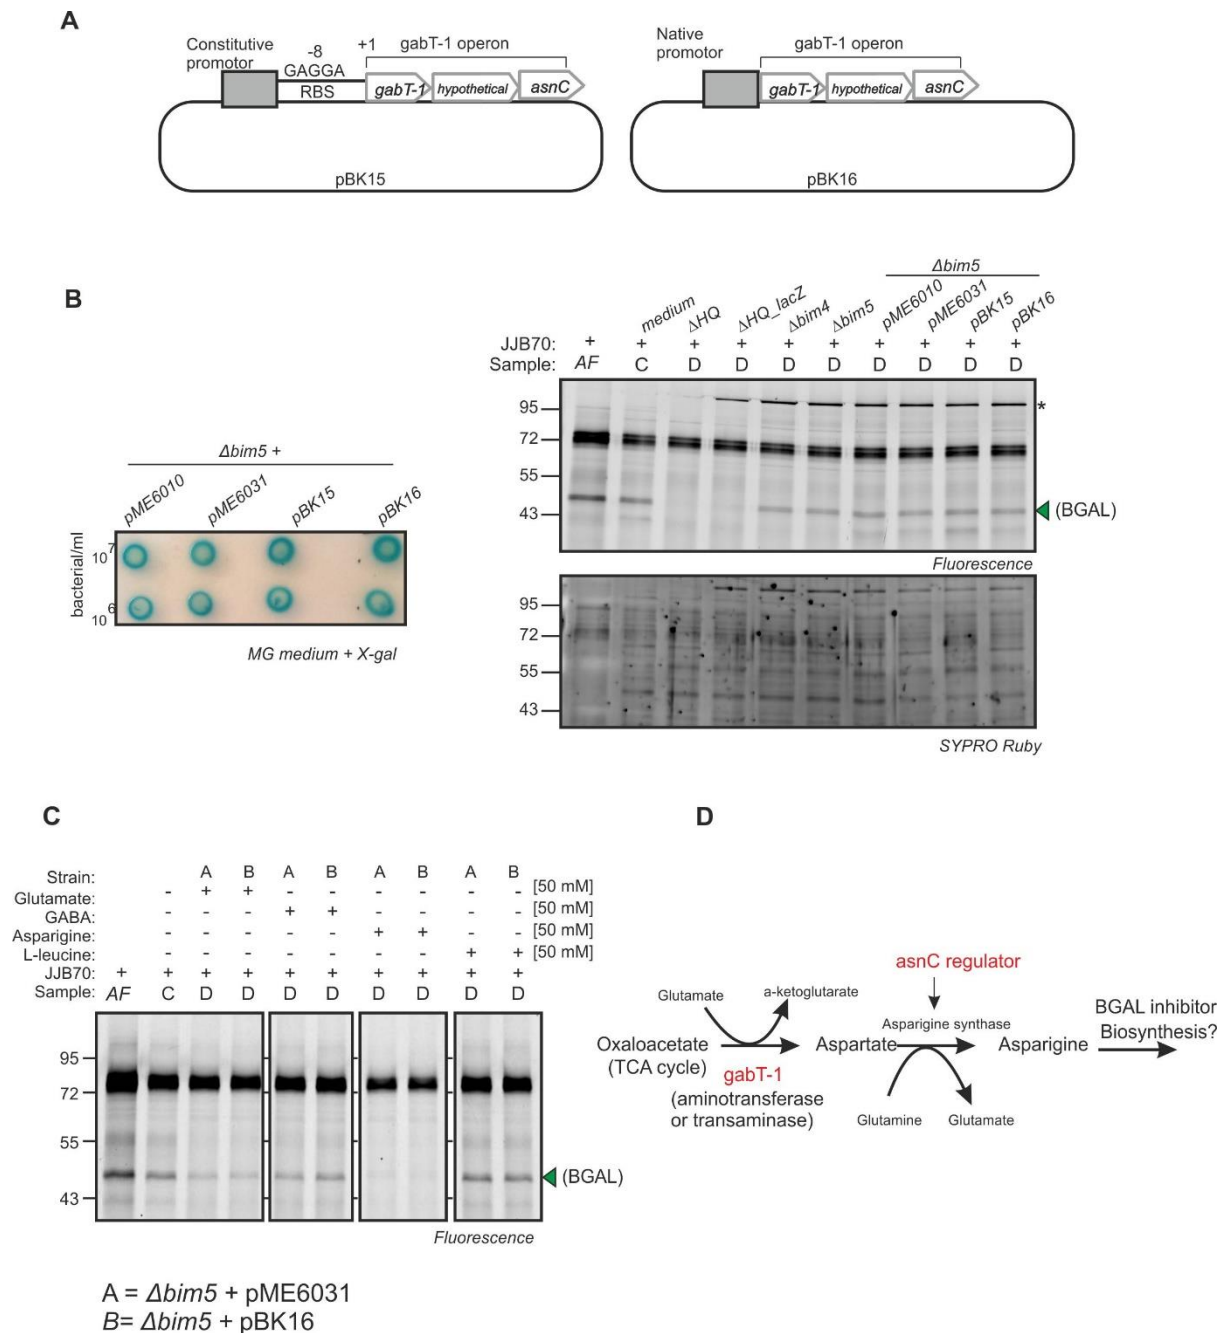 A
Constitutive promotor
-8
GAGGA
RBS
+1
gabT-1 operon
gabT-1
hypothetical
asnC
pBK15
Native promotor
gabT-1 operon
gabT-1
hypothetical
asnC
pBK16
B
Δbim5 +
pME6010
pME6031
pBK15
pBK16
bacterial/ml
10^7
10^6
MG medium + X-gal
Δbim5
medium
ΔHQ
ΔHQ_lacZ
Δbim4
Δbim5
pME6010
pME6031
pBK15
pBK16
JJB70: + + + + + + + + + +
Sample: AF C D D D D D D D D
95
72
55
43
*
(BGAL)
Fluorescence
95
72
55
43
SYPRO Ruby
C
Strain: A B A B A B A B
Glutamate: - + + - - - - - - [50 mM]
GABA: - - - + + - - - - [50 mM]
Asparigine: - - - - - + + - - [50 mM]
L-leucine: - - - - - - - + + [50 mM]
JJB70: + + + + + + + + + +
Sample: AF C D D D D D D D D
95
72
55
43
(BGAL)
Fluorescence
A = Δbim5 + pME6031
B= Δbim5 + pBK16
D
asnC regulator
Glutamate
a-ketoglutarate
Asparigine synthase
BGAL inhibitor
Biosynthesis?
Oxaloacetate
(TCA cycle)
Aspartate
Asparigine
gabT-1
(aminotransferase
or transaminase)
Glutamine
Glutamate